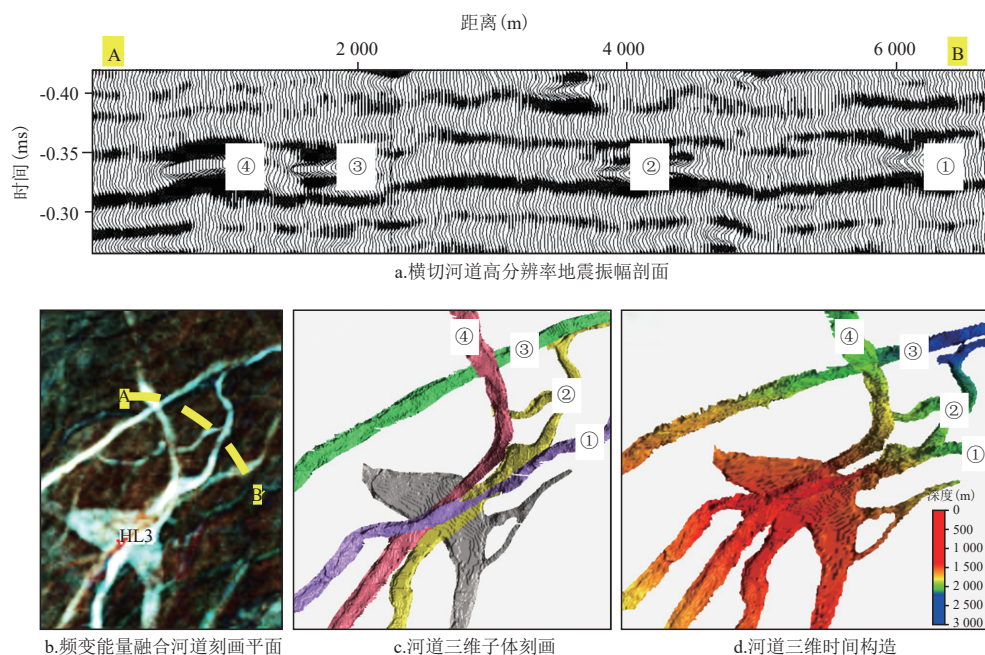 距离(m)
A
2 000
4 000
6 000
B
时间(ms)
-0.40
-0.35
-0.30
④
③
②
①
a.横切河道高分辨率地震振幅剖面
A
B
HL3
④
③
②
①
④
③
②
①
深度(m)
0
500
1 000
1 500
2 000
2 500
3 000
b.频变能量融合河道刻画平面
c.河道三维子体刻画
d.河道三维时间构造